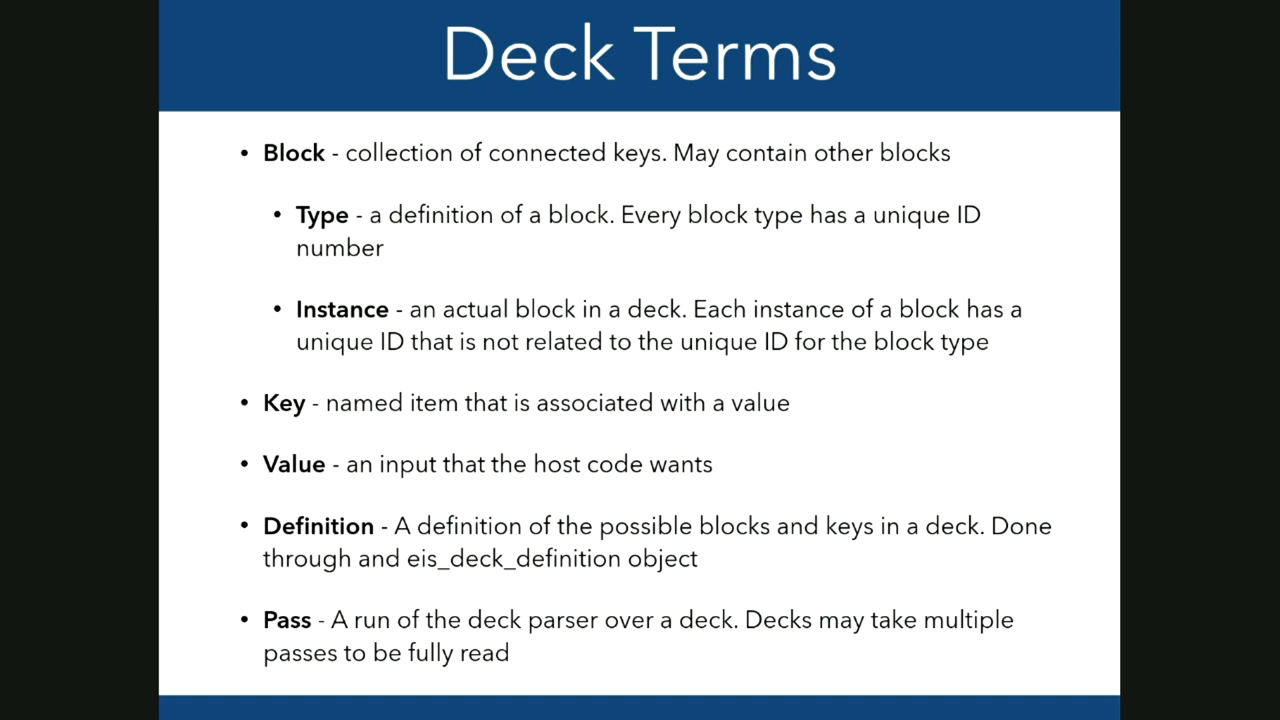 Deck Terms
• Block - collection of connected keys. May contain other blocks
• Type - a definition of a block. Every block type has a unique ID
number
• Instance - an actual block in a deck. Each instance of a block has a
unique ID that is not related to the unique ID for the block type
• Key - named item that is associated with a value
• Value - an input that the host code wants
• Definition - A definition of the possible blocks and keys in a deck. Done
through and eis_deck_definition object
• Pass - A run of the deck parser over a deck. Decks may take multiple
passes to be fully read